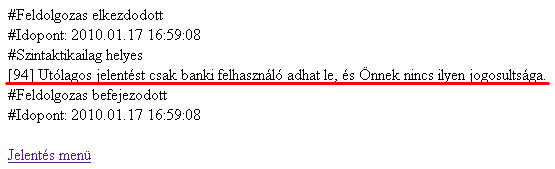 #Feldolgozas elkezdodott
#Idopont: 2010.01.17 16:59:08
#Szintaktikailag helyes
[94] Utólagos jelentést csak banki felhasználó adhat le, és Önnek nincs ilyen jogosultsága.
#Feldolgozas befejezodott
#Idopont: 2010.01.17 16:59:08
Jelentés menü